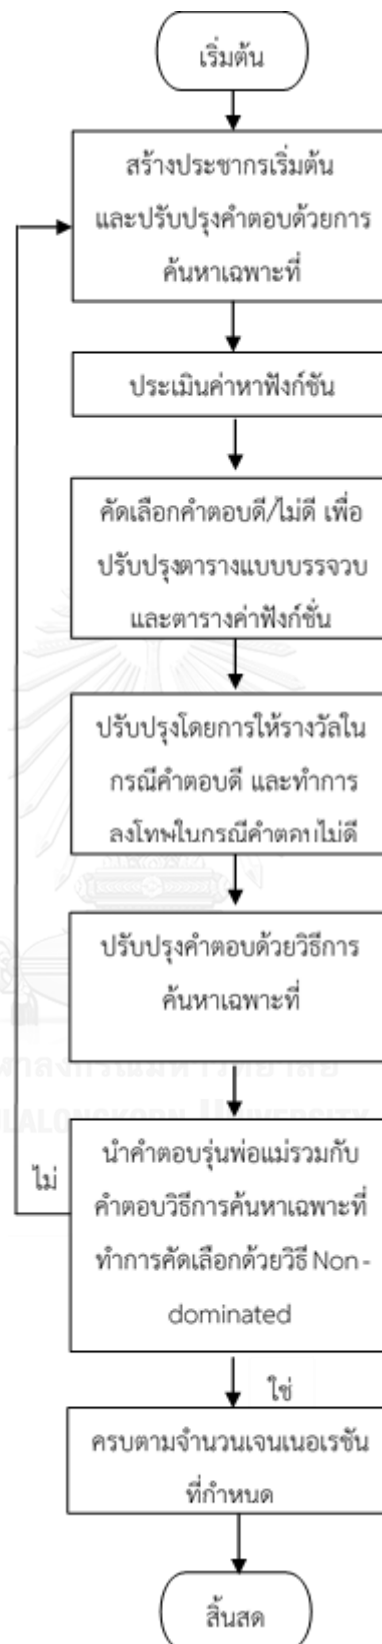 เริ่มต้น
สร้างประชากรเริ่มต้น
และปรับปรุงคำตอบด้วยการ
ค้นหาเฉพาะที่
ประเมินค่าหาฟังก์ชัน
คัดเลือกคำตอบดี/ไม่ดี เพื่อ
ปรับปรุงตารางแบบบรรจวบ
และตารางค่าฟังก์ชั่น
ปรับปรุงโดยการให้รางวัลใน
กรณีคำตอบดี และทำการ
ลงโทษในกรณีคำตอบไม่ดี
ปรับปรุงคำตอบด้วยวิธีการ
ค้นหาเฉพาะที่
นำคำตอบรุ่นพ่อแม่รวมกับ
คำตอบวิธีการค้นหาเฉพาะที่
ทำการคัดเลือกด้วยวิธี Non-
dominated
ไม่
ใช่
ครบตามจำนวนเจนเนอเรชัน
ที่กำหนด
สิ้นสุด